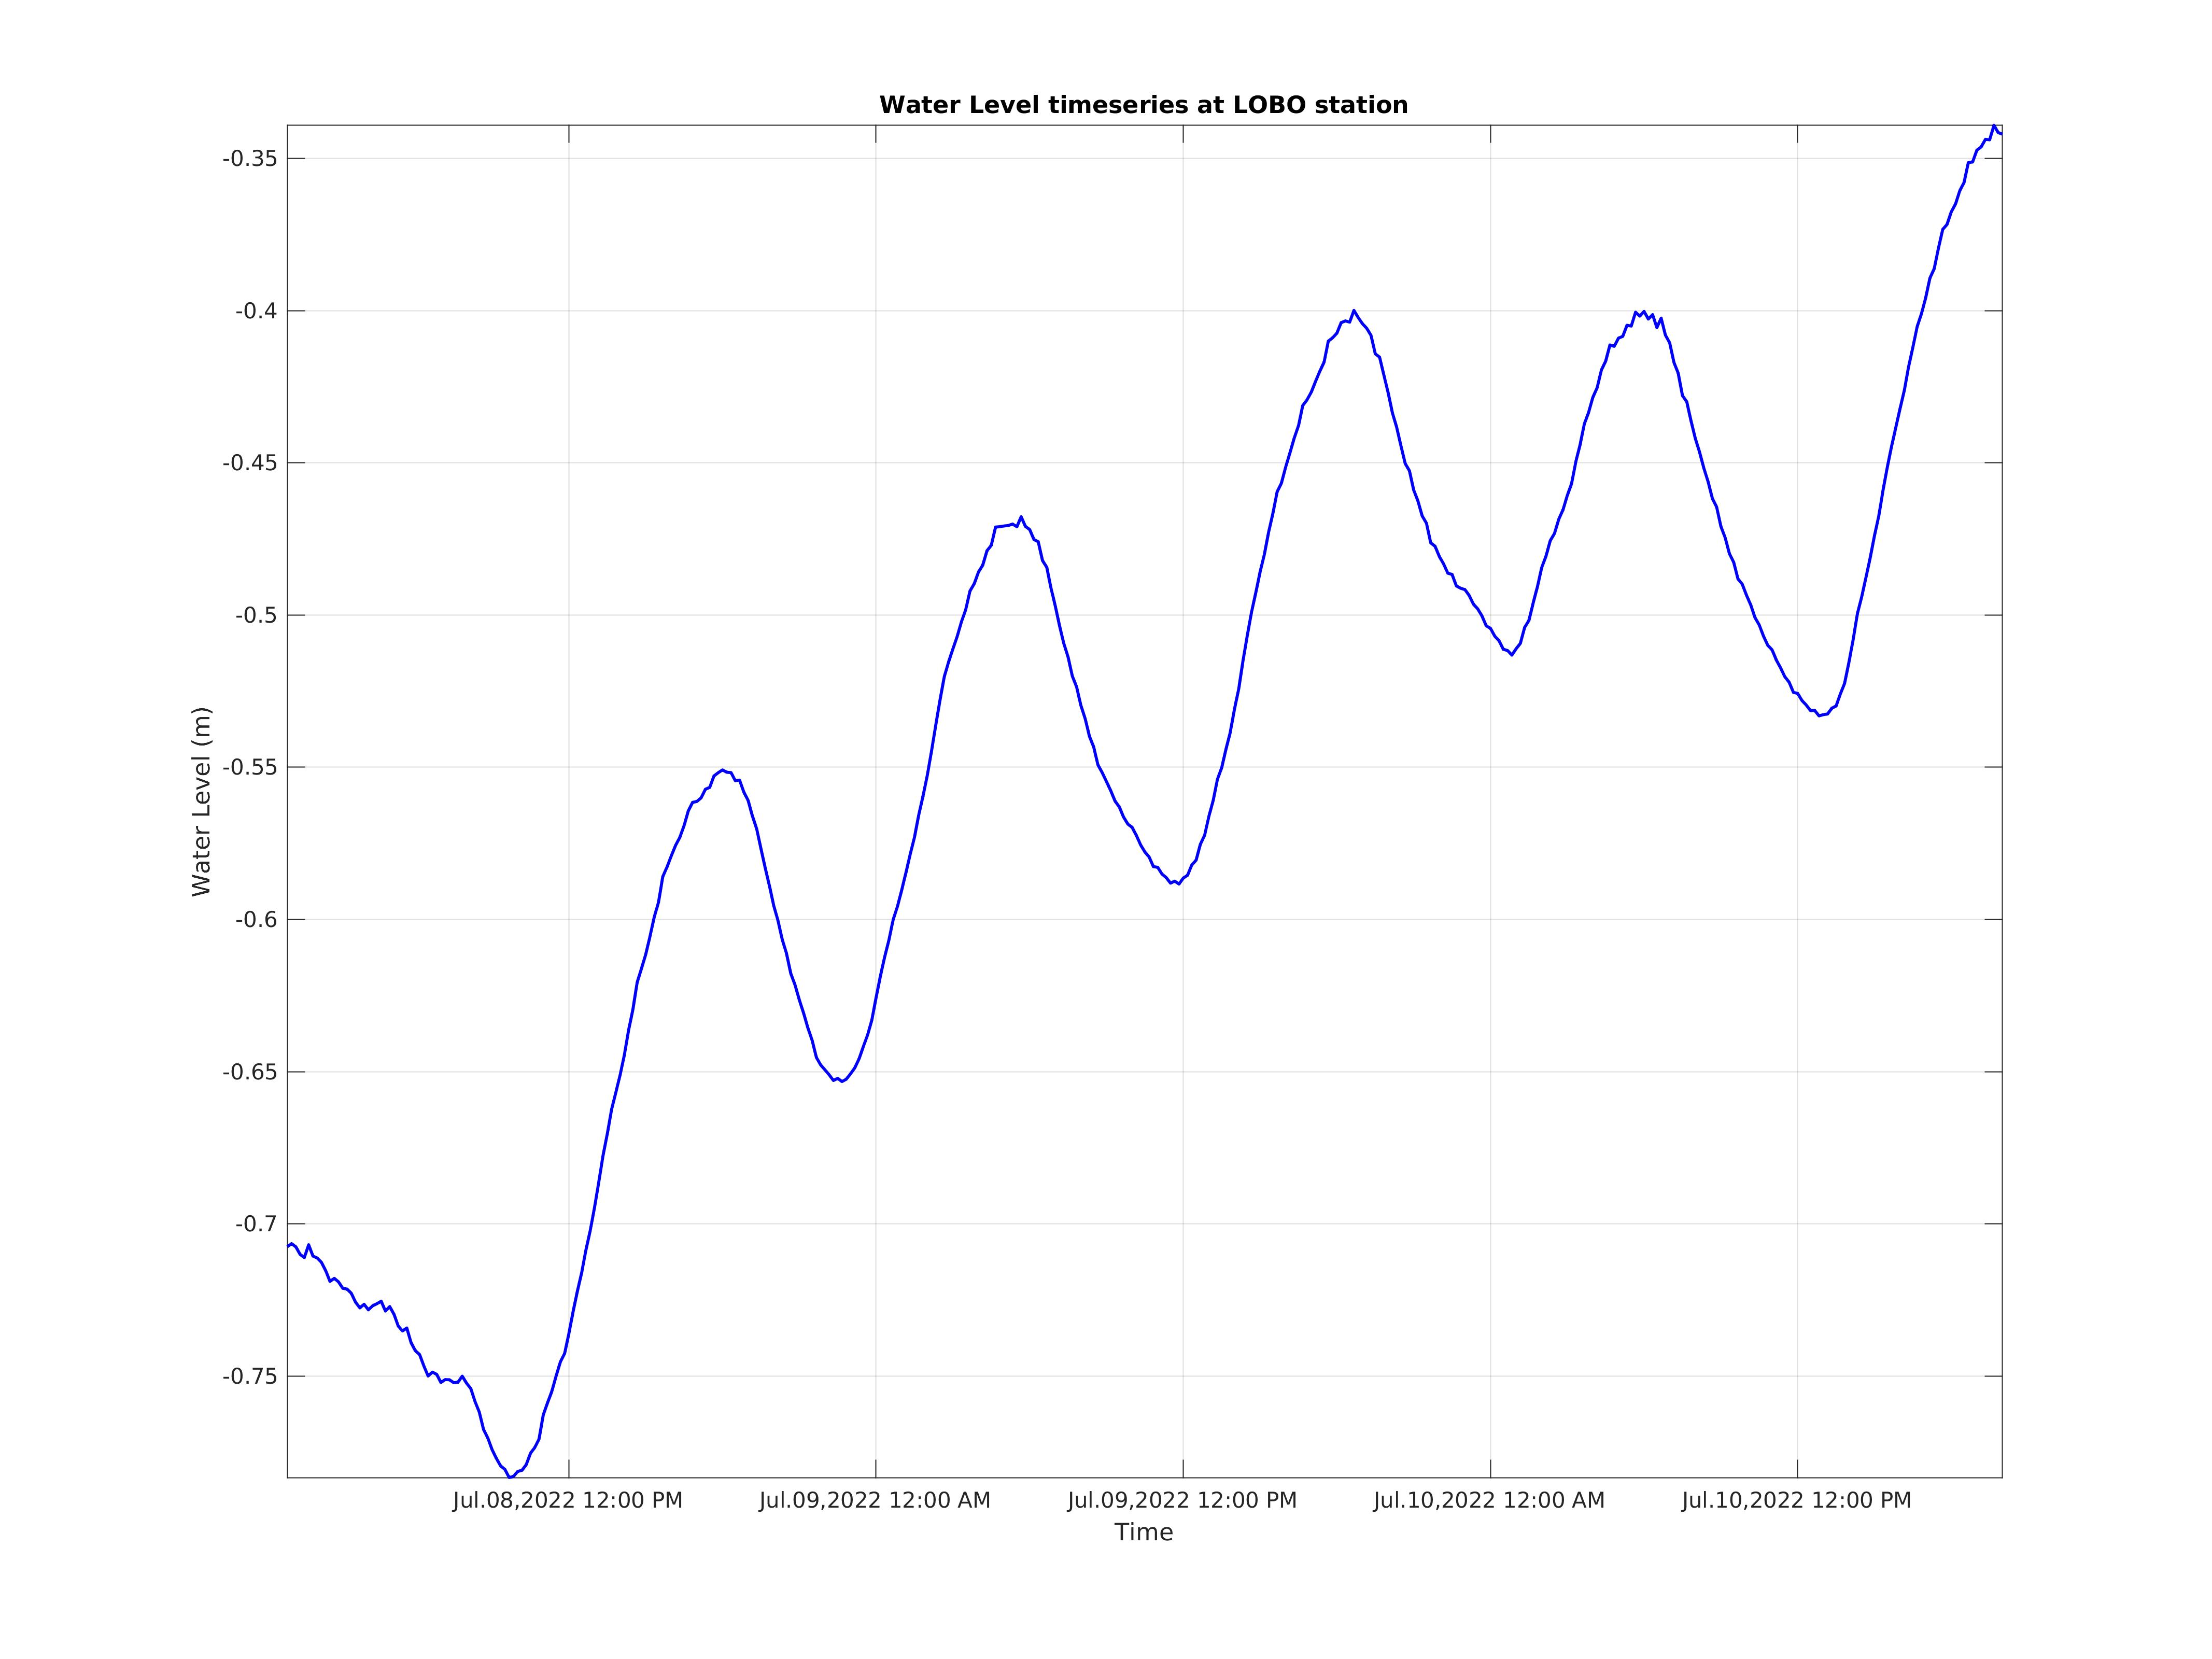 Water Level timeseries at LOBO station
-0.35
-0.4
-0.45
-0.5
-0.55
-0.6
-0.65
-0.7
-0.75
Water Level (m)
Jul.08,2022 12:00 PM
Jul.09,2022 12:00 AM
Jul.09,2022 12:00 PM
Jul.10,2022 12:00 AM
Jul.10,2022 12:00 PM
Time